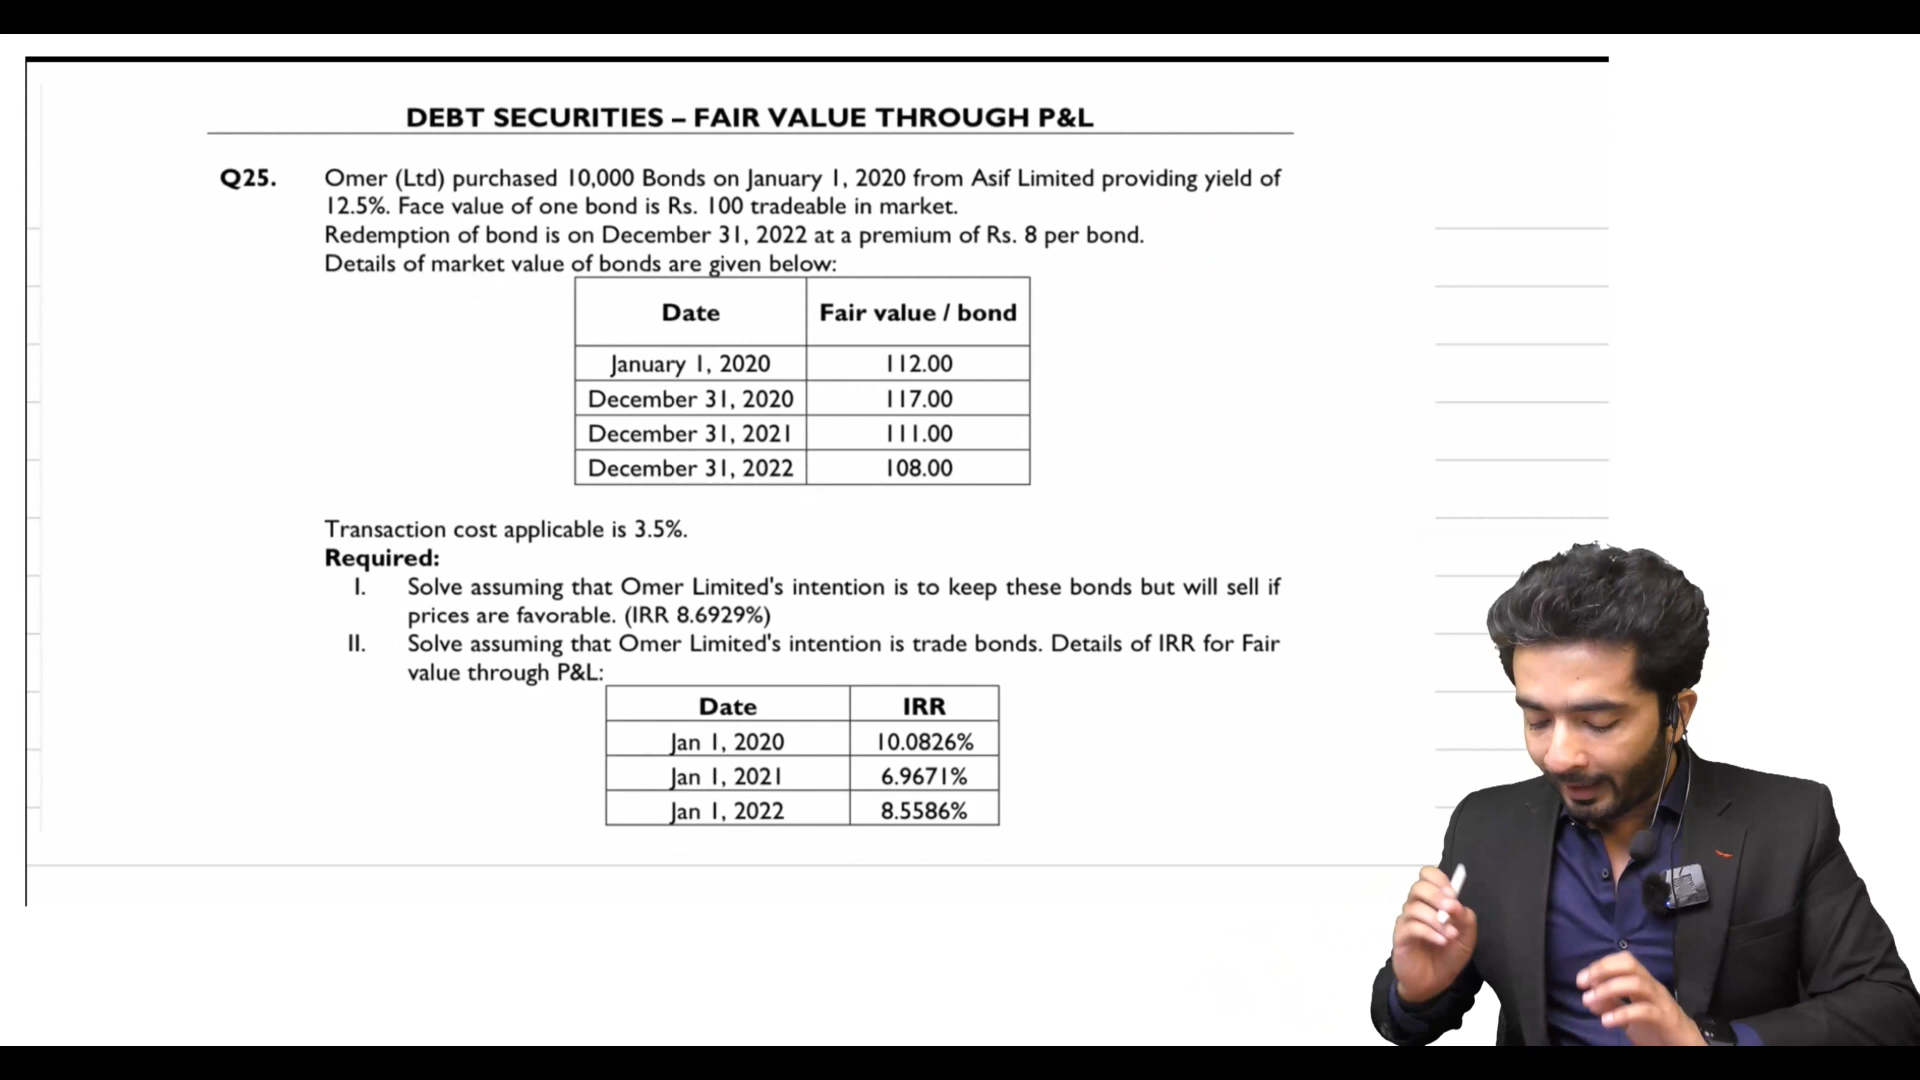 DEBT SECURITIES – FAIR VALUE THROUGH P&L
Q25. Omer (Ltd) purchased 10,000 Bonds on January 1, 2020 from Asif Limited providing yield of
12.5%. Face value of one bond is Rs. 100 tradeable in market.
Redemption of bond is on December 31, 2022 at a premium of Rs. 8 per bond.
Details of market value of bonds are given below:
Date Fair value / bond
January 1, 2020 112.00
December 31, 2020 117.00
December 31, 2021 111.00
December 31, 2022 108.00
Transaction cost applicable is 3.5%.
Required:
I. Solve assuming that Omer Limited's intention is to keep these bonds but will sell if
prices are favorable. (IRR 8.6929%)
II. Solve assuming that Omer Limited's intention is trade bonds. Details of IRR for Fair
value through P&L:
Date IRR
Jan 1, 2020 10.0826%
Jan 1, 2021 6.9671%
Jan 1, 2022 8.5586%